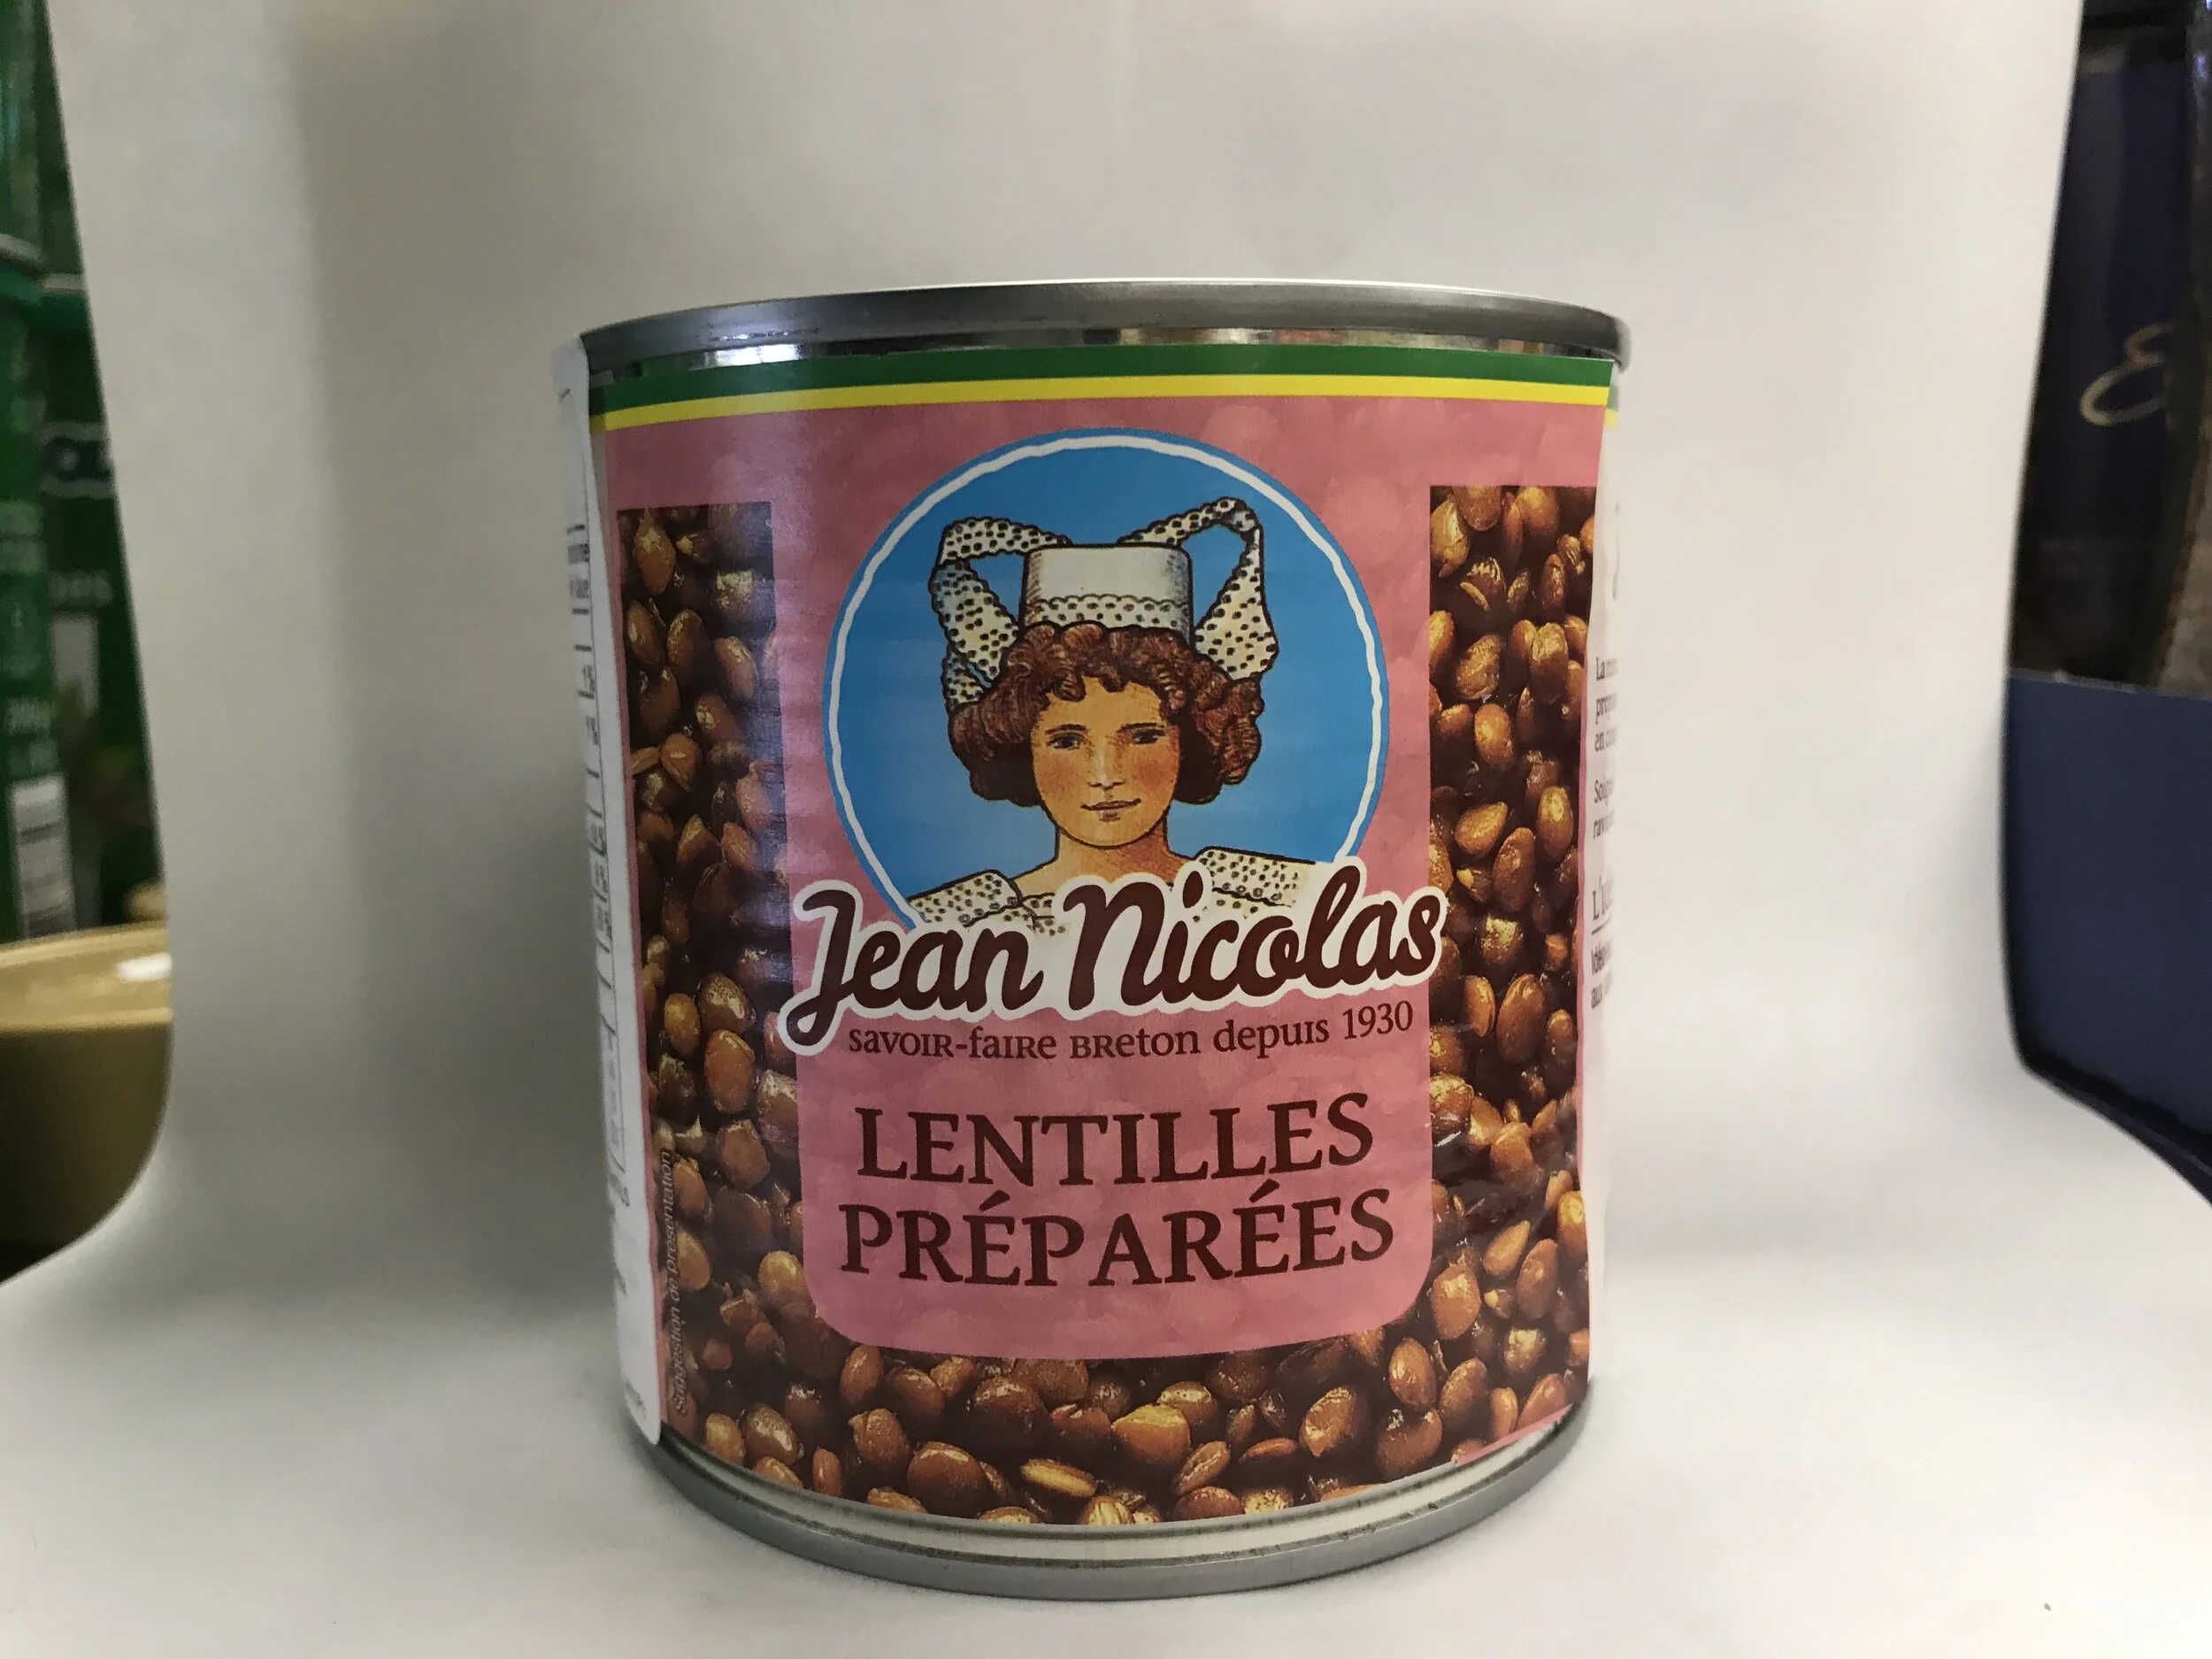 Jean Nicolas
savoir-faire Breton depuis 1930
LENTILLES
PRÉPARÉES
Suggestion de présentation